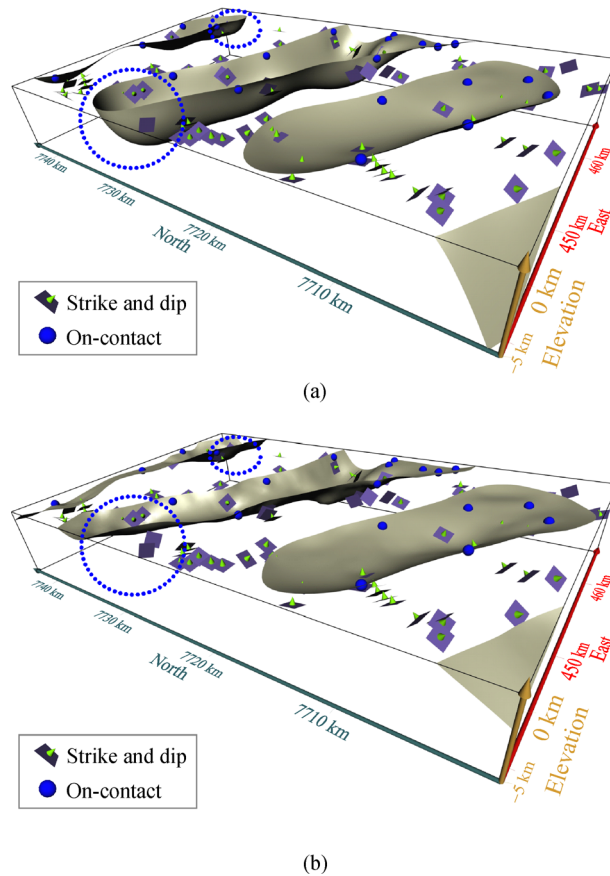 7740 km
7730 km
7720 km
North
7710 km
460 km
450 km
East
0 km
−5 km
Elevation
Strike and dip
On-contact
(a)
7740 km
7730 km
7720 km
North
7710 km
460 km
450 km
East
0 km
−5 km
Elevation
Strike and dip
On-contact
(b)